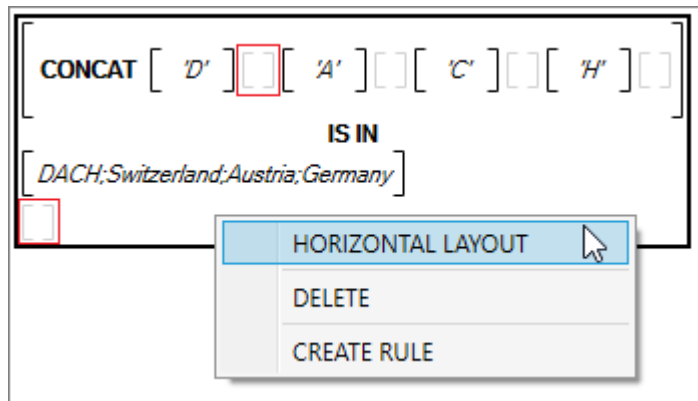 CONCAT [ 'D' ] [ ] [ 'A' ] [ ] [ 'C' ] [ ] [ 'H' ] [ ]
IS IN
[ DACH;Switzerland;Austria;Germany ]
[ ]
HORIZONTAL LAYOUT
DELETE
CREATE RULE